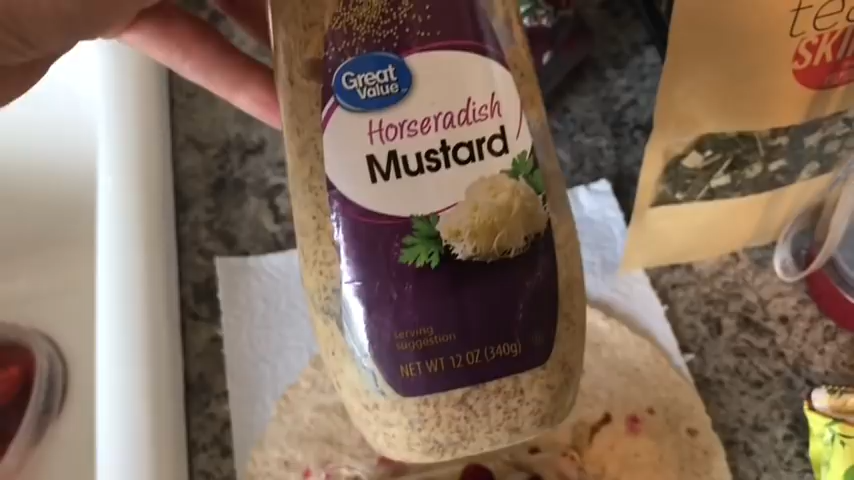 Great
Value
Horseradish
Mustard
serving
suggestion
NET WT 12 OZ (340g)